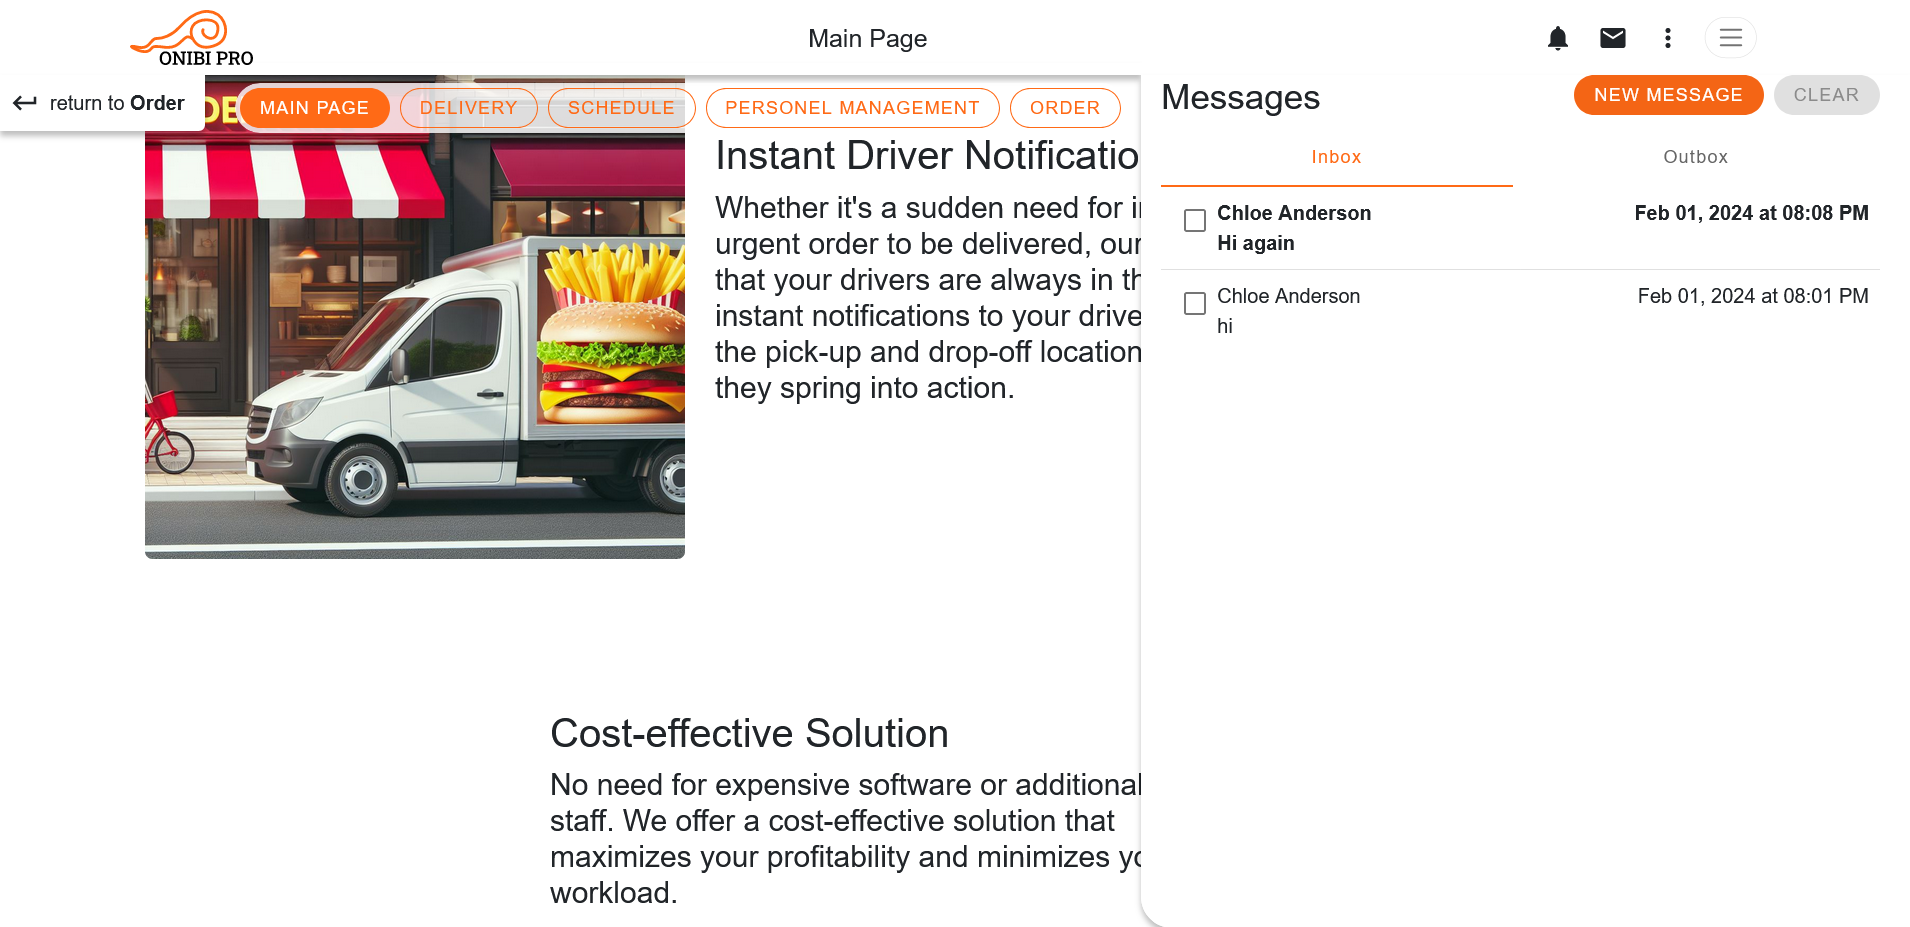 ONIBI PRO
Main Page
return to Order
DE
MAIN PAGE
DELIVERY
SCHEDULE
PERSONEL MANAGEMENT
ORDER
Instant Driver Notificatio
Whether it's a sudden need for i
urgent order to be delivered, our
that your drivers are always in th
instant notifications to your drive
the pick-up and drop-off location
they spring into action.
Cost-effective Solution
No need for expensive software or additional
staff. We offer a cost-effective solution that
maximizes your profitability and minimizes yo
workload.
Messages
NEW MESSAGE
CLEAR
Inbox
Outbox
Chloe Anderson
Feb 01, 2024 at 08:08 PM
Hi again
Chloe Anderson
Feb 01, 2024 at 08:01 PM
hi